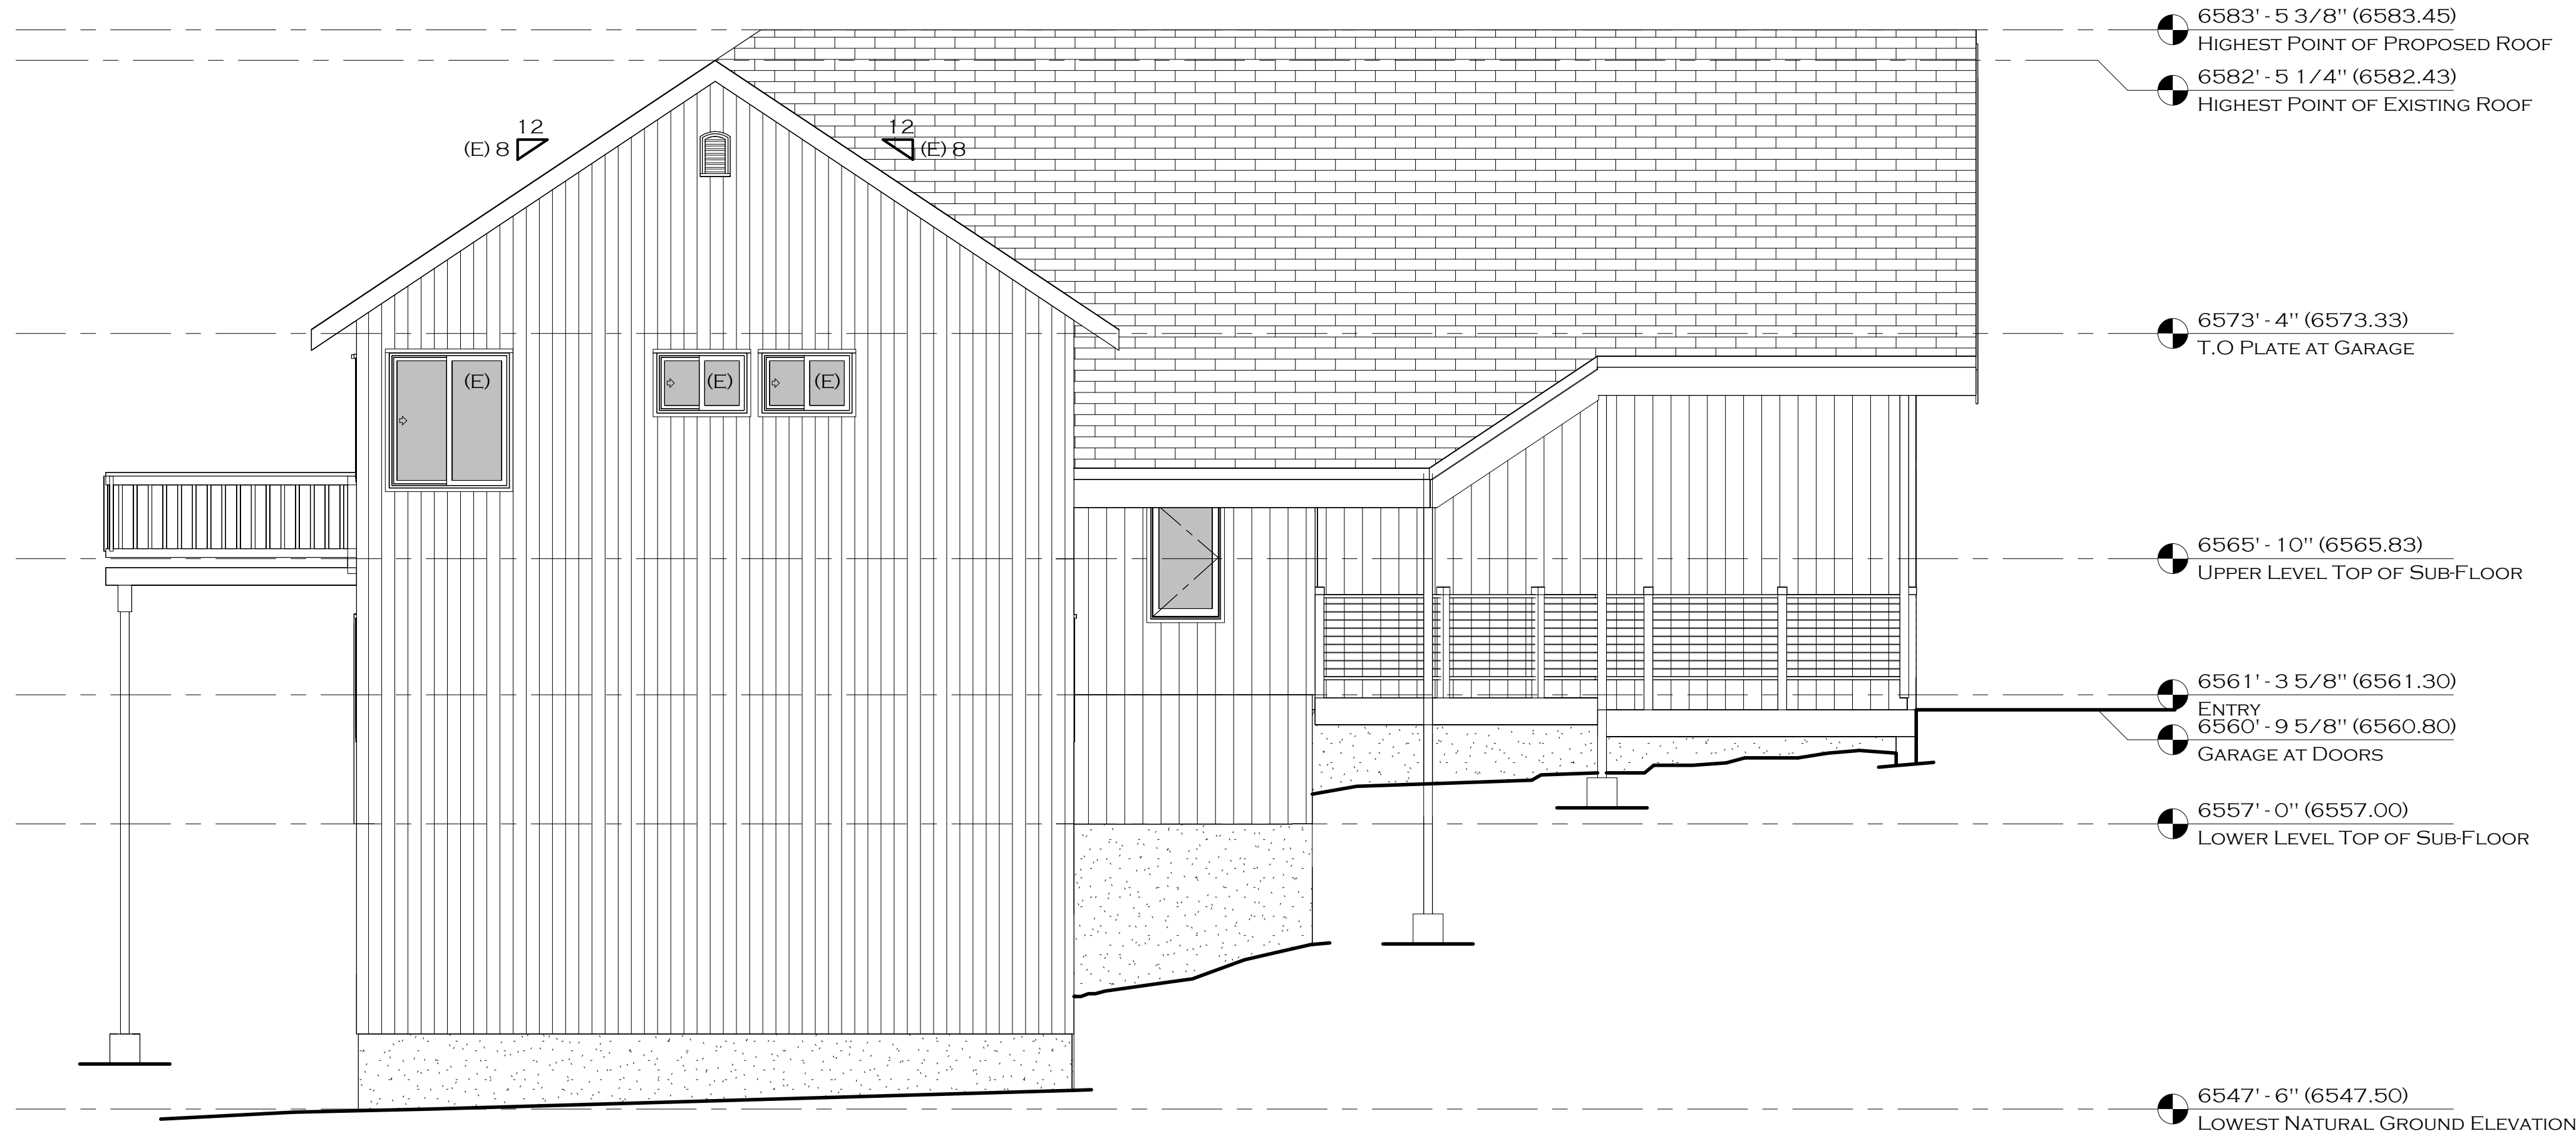 6583' - 5 3/8" (6583.45)
HIGHEST POINT OF PROPOSED ROOF
6582' - 5 1/4" (6582.43)
HIGHEST POINT OF EXISTING ROOF
12
(E) 8
12
(E) 8
6573' - 4" (6573.33)
T.O PLATE AT GARAGE
(E)
(E)
(E)
6565' - 10" (6565.83)
UPPER LEVEL TOP OF SUB-FLOOR
6561' - 3 5/8" (6561.30)
ENTRY
6560' - 9 5/8" (6560.80)
GARAGE AT DOORS
6557' - 0" (6557.00)
LOWER LEVEL TOP OF SUB-FLOOR
6547' - 6" (6547.50)
LOWEST NATURAL GROUND ELEVATION